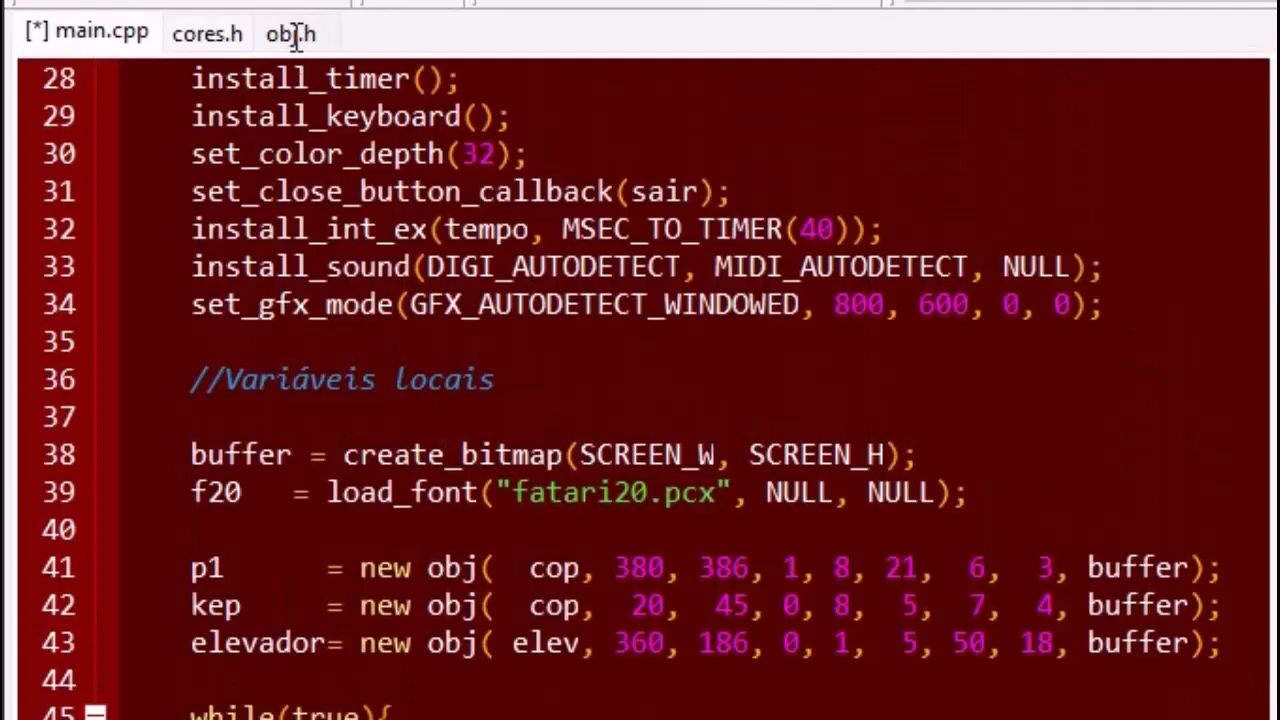 [*] main.cpp cores.h obj.h
28 install_timer();
29 install_keyboard();
30 set_color_depth(32);
31 set_close_button_callback(sair);
32 install_int_ex(tempo, MSEC_TO_TIMER(40));
33 install_sound(DIGI_AUTODETECT, MIDI_AUTODETECT, NULL);
34 set_gfx_mode(GFX_AUTODETECT_WINDOWED, 800, 600, 0, 0);
35
36 //Variáveis locais
37
38 buffer = create_bitmap(SCREEN_W, SCREEN_H);
39 f20 = load_font("fatari20.pcx", NULL, NULL);
40
41 p1 = new obj( cop, 380, 386, 1, 8, 21, 6, 3, buffer);
42 kep = new obj( cop, 20, 45, 0, 8, 5, 7, 4, buffer);
43 elevador= new obj( elev, 360, 186, 0, 1, 5, 50, 18, buffer);
44
45 while(true){